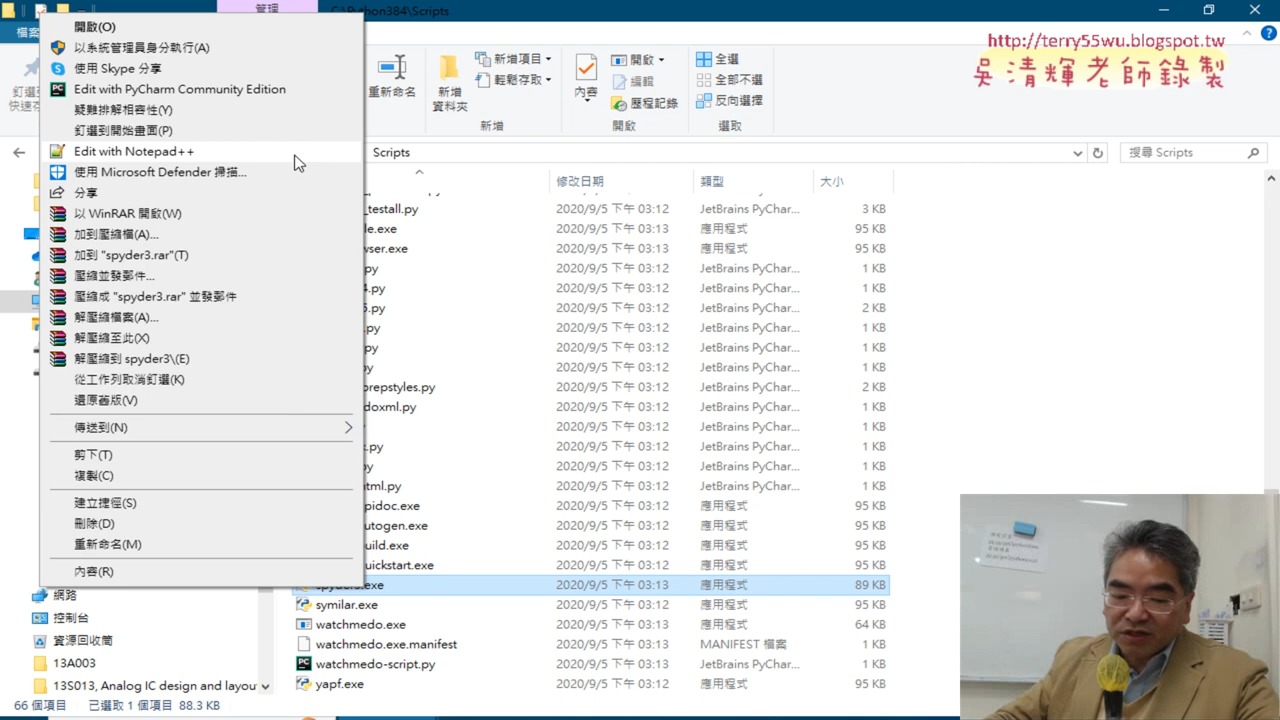 管理
C:\Python384\Scripts
檔案
開啟(O)
以系統管理員身分執行(A)
使用 Skype 分享
Edit with PyCharm Community Edition
疑難排解相容性(Y)
釘選到開始畫面(P)
Edit with Notepad++
使用 Microsoft Defender 掃描...
分享
以 WinRAR 開啟(W)
加到壓縮檔(A)...
加到 "spyder3.rar"(T)
壓縮並發郵件...
壓縮成 "spyder3.rar" 並發郵件
解壓縮檔案(A)...
解壓縮至此(X)
解壓縮到 spyder3\(E)
從工作列取消釘選(K)
還原舊版(V)
傳送到(N)
剪下(T)
複製(C)
建立捷徑(S)
刪除(D)
重新命名(M)
內容(R)
重新命名
新增
資料夾
新增項目
輕鬆存取
新增
內容
開啟
編輯
歷程記錄
開啟
全選
全部不選
反向選擇
選取
http://terry55wu.blogspot.tw
吳清輝老師錄製
Scripts
搜尋 Scripts
修改日期 類型 大小
_testall.py 2020/9/5 下午 03:12 JetBrains PyChar... 3 KB
le.exe 2020/9/5 下午 03:13 應用程式 95 KB
wser.exe 2020/9/5 下午 03:13 應用程式 95 KB
py 2020/9/5 下午 03:12 JetBrains PyChar... 1 KB
4.py 2020/9/5 下午 03:12 JetBrains PyChar... 1 KB
5.py 2020/9/5 下午 03:12 JetBrains PyChar... 2 KB
.py 2020/9/5 下午 03:12 JetBrains PyChar... 1 KB
py 2020/9/5 下午 03:12 JetBrains PyChar... 1 KB
.py 2020/9/5 下午 03:12 JetBrains PyChar... 1 KB
prepstyles.py 2020/9/5 下午 03:12 JetBrains PyChar... 2 KB
doxml.py 2020/9/5 下午 03:12 JetBrains PyChar... 1 KB
2020/9/5 下午 03:12 JetBrains PyChar... 1 KB
.py 2020/9/5 下午 03:12 JetBrains PyChar... 1 KB
py 2020/9/5 下午 03:12 JetBrains PyChar... 1 KB
html.py 2020/9/5 下午 03:12 JetBrains PyChar... 1 KB
pidoc.exe 2020/9/5 下午 03:12 應用程式 95 KB
utogen.exe 2020/9/5 下午 03:12 應用程式 95 KB
uild.exe 2020/9/5 下午 03:12 應用程式 95 KB
uickstart.exe 2020/9/5 下午 03:12 應用程式 95 KB
spyder3.exe 2020/9/5 下午 03:13 應用程式 89 KB
symilar.exe 2020/9/5 下午 03:12 應用程式 95 KB
watchmedo.exe 2020/9/5 下午 03:13 應用程式 64 KB
watchmedo.exe.manifest 2020/9/5 下午 03:13 MANIFEST 檔案 1 KB
watchmedo-script.py 2020/9/5 下午 03:13 JetBrains PyChar... 1 KB
yapf.exe 2020/9/5 下午 03:12 應用程式 95 KB
網路
控制台
資源回收筒
13A003
13S013, Analog IC design and layou
66 個項目 已選取 1 個項目 88.3 KB